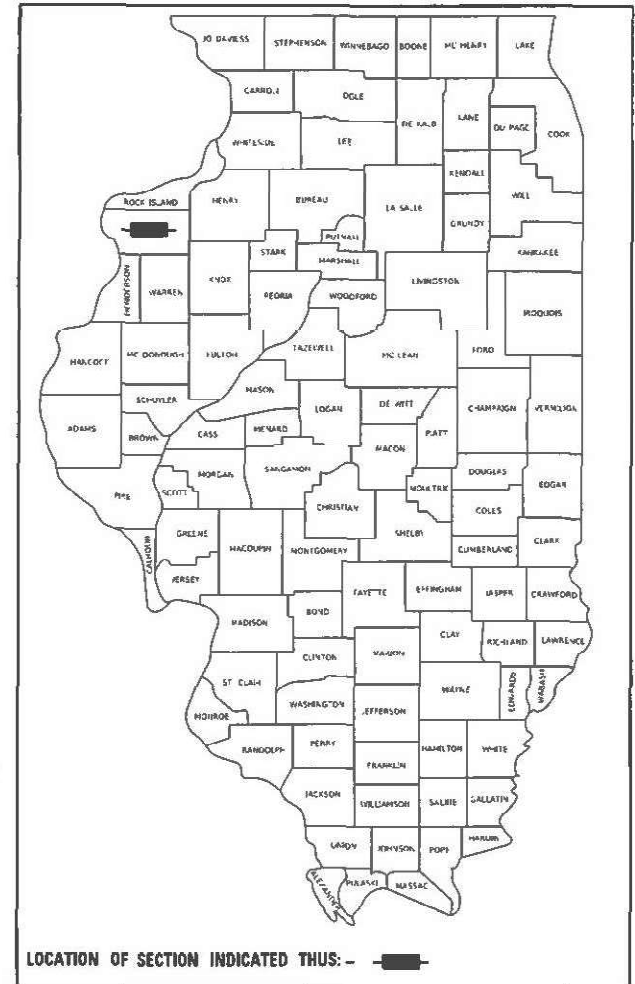 JO DAVIESS STEPHENSON WINNEBAGO BOONE MC HENRY LAKE
CARROLL OGLE DE KALB KANE DU PAGE COOK
WHITESIDE LEE
KENDALL WILL
ROCK ISLAND HENRY BUREAU LA SALLE GRUNDY
PUTNAM
STARK MARSHALL KANKAKEE
HENDERSON WARREN KNOX PEORIA WOODFORD LIVINGSTON IROQUOIS
HANCOCK MC DONOUGH FULTON TAZEWELL MC LEAN FORD
SCHUYLER MASON
ADAMS BROWN CASS MENARD LOGAN DE WITT PIATT CHAMPAIGN VERMILION
MACON
PIKE SCOTT MORGAN SANGAMON MOULTRIE DOUGLAS EDGAR
CHRISTIAN COLES
CALHOUN GREENE MACOUPIN MONTGOMERY SHELBY CUMBERLAND CLARK
JERSEY
MADISON BOND FAYETTE EFFINGHAM JASPER CRAWFORD
CLINTON MARION CLAY RICHLAND LAWRENCE
ST. CLAIR WAYNE EDWARDS WABASH
MONROE WASHINGTON JEFFERSON
RANDOLPH PERRY HAMILTON WHITE
FRANKLIN
JACKSON WILLIAMSON SALINE GALLATIN
UNION JOHNSON POPE HARDIN
ALEXANDER PULASKI MASSAC
LOCATION OF SECTION INDICATED THUS:-